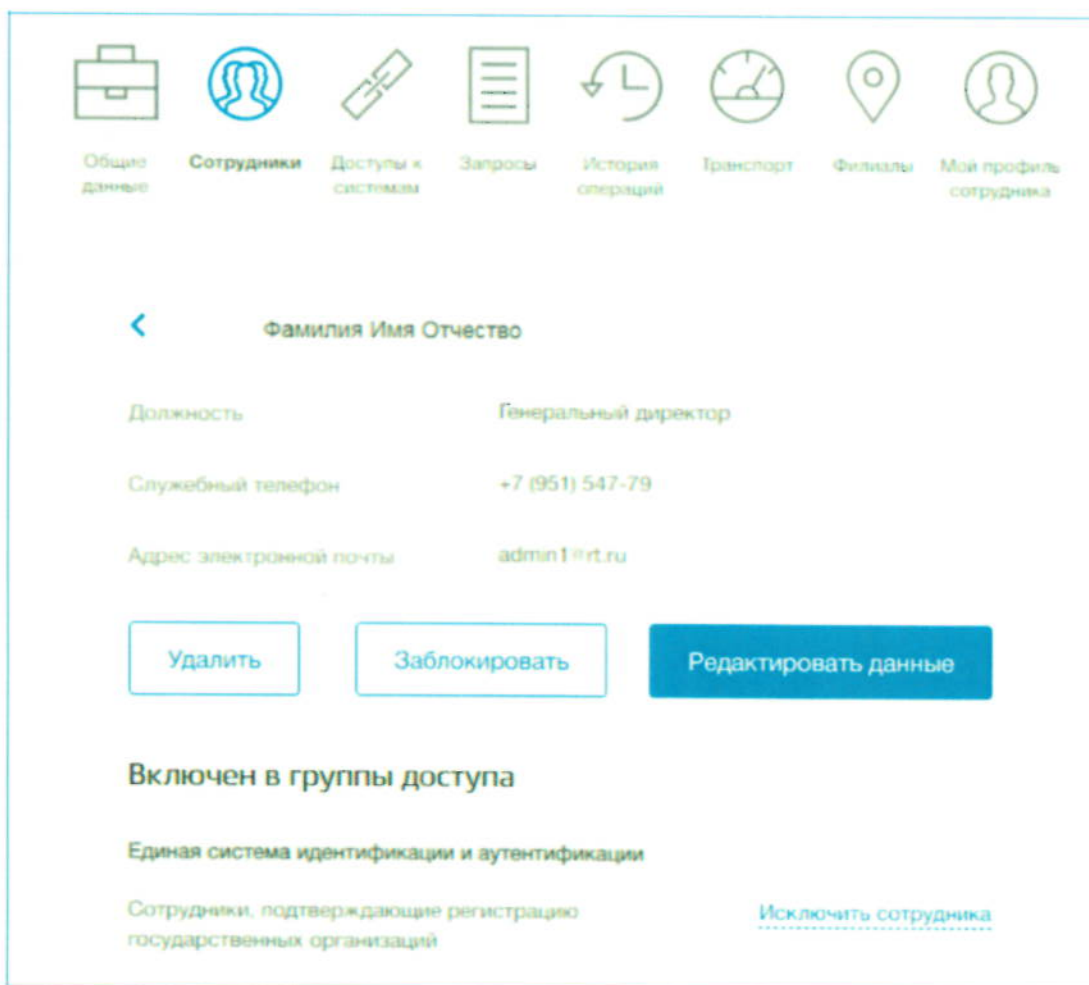 Общие данные
Сотрудники
Доступы к системам
Запросы
История операций
Транспорт
Филиалы
Мой профиль сотрудника
Фамилия Имя Отчество
Должность Генеральный директор
Служебный телефон +7 (951) 547-79
Адрес электронной почты admin1@rt.ru
Удалить Заблокировать Редактировать данные
Включен в группы доступа
Единая система идентификации и аутентификации
Сотрудники, подтверждающие регистрацию
государственных организаций
Исключить сотрудника